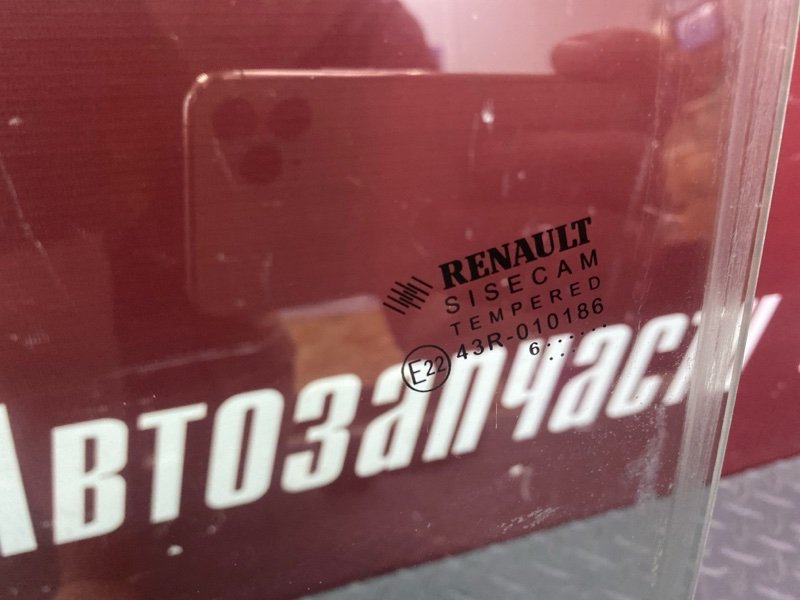 RENAULT
SISECAM
TEMPERED
43R-010186
E22
6
Автозапчасти